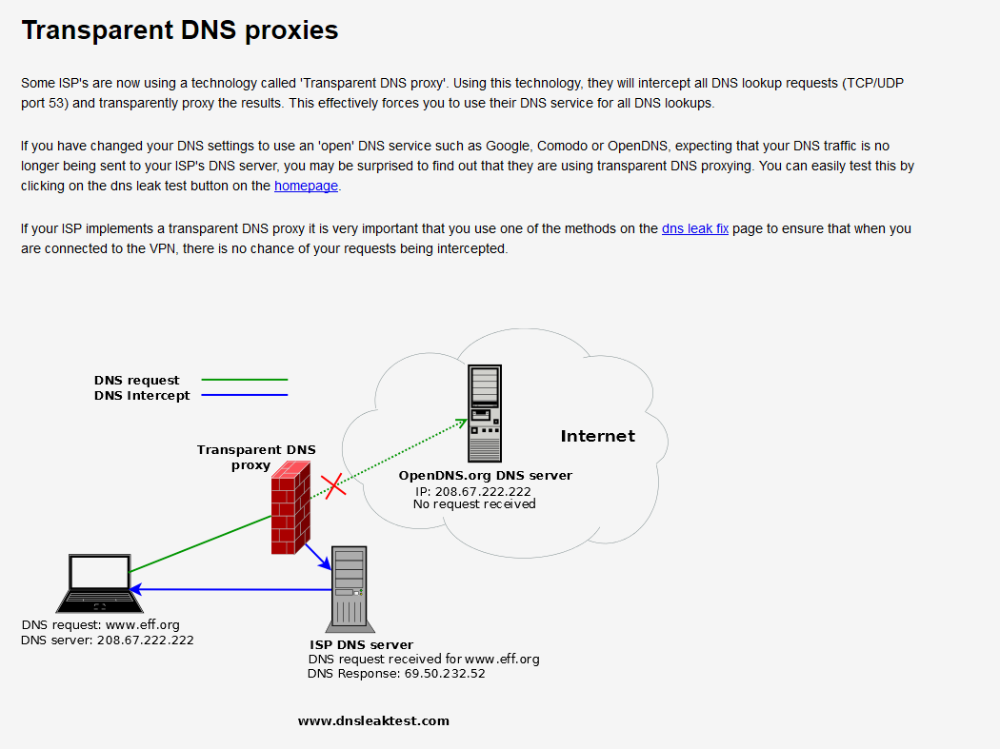 Transparent DNS proxies
Some ISP's are now using a technology called 'Transparent DNS proxy'. Using this technology, they will intercept all DNS lookup requests (TCP/UDP
port 53) and transparently proxy the results. This effectively forces you to use their DNS service for all DNS lookups.
If you have changed your DNS settings to use an 'open' DNS service such as Google, Comodo or OpenDNS, expecting that your DNS traffic is no
longer being sent to your ISP's DNS server, you may be surprised to find out that they are using transparent DNS proxying. You can easily test this by
clicking on the dns leak test button on the homepage.
If your ISP implements a transparent DNS proxy it is very important that you use one of the methods on the dns leak fix page to ensure that when you
are connected to the VPN, there is no chance of your requests being intercepted.
DNS request
DNS Intercept
Transparent DNS
proxy
Internet
OpenDNS.org DNS server
IP: 208.67.222.222
No request received
DNS request: www.eff.org
DNS server: 208.67.222.222
ISP DNS server
DNS request received for www.eff.org
DNS Response: 69.50.232.52
www.dnsleaktest.com